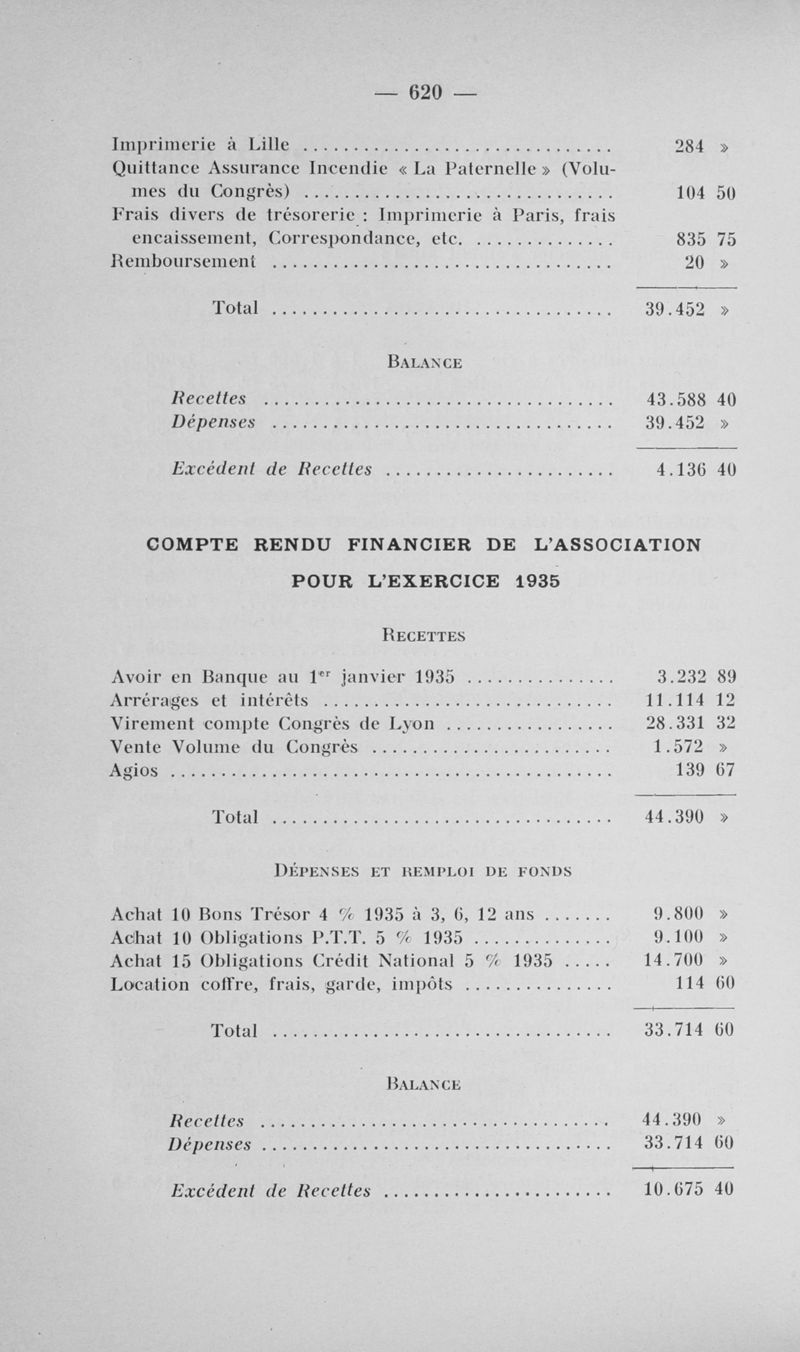 — 620 —
Imprimerie à Lille ............................... 284 »
Quittance Assurance Incendie « La Paternelle » (Volu-
mes du Congrès) ............................... 104 50
Frais divers de trésorerie : Imprimerie à Paris, frais
encaissement, Correspondance, etc. .............. 835 75
Remboursement .................................. 20 »
Total .................................. 39.452 »
BALANCE
Recettes ................................... 43.588 40
Dépenses .................................. 39.452 »
Excédent de Recettes ....................... 4.136 40
COMPTE RENDU FINANCIER DE L'ASSOCIATION
POUR L'EXERCICE 1935
RECETTES
Avoir en Banque au 1er janvier 1935 ............... 3.232 89
Arrérages et intérêts ............................. 11.114 12
Virement compte Congrès de Lyon ................. 28.331 32
Vente Volume du Congrès ........................ 1.572 »
Agios ............................................ 139 67
Total .................................. 44.390 »
DÉPENSES ET REMPLOI DE FONDS
Achat 10 Bons Trésor 4 % 1935 à 3, 6, 12 ans ....... 9.800 »
Achat 10 Obligations P.T.T. 5 % 1935 .............. 9.100 »
Achat 15 Obligations Crédit National 5 % 1935 ..... 14.700 »
Location coffre, frais, garde, impôts ............... 114 60
Total .................................. 33.714 60
BALANCE
Recettes ................................... 44.390 »
Dépenses ................................... 33.714 60
Excédent de Recettes ....................... 10.675 40